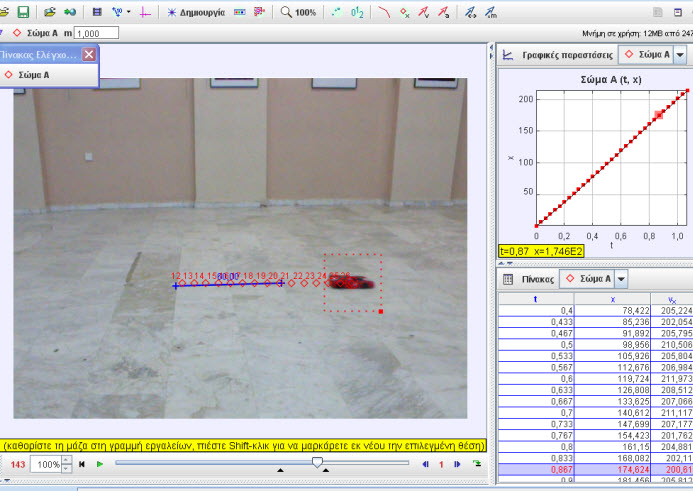 Δημιουργία 100%
Σώμα A m 1,000
Μνήμη σε χρήση: 12MB από 247
Πίνακας Ελέγχο...
Σώμα A
12 13 14 15 60,00 18 19 20 21 22 23 24
(καθορίστε τη μάζα στη γραμμή εργαλείων, πιέστε Shift-κλικ για να μαρκάρετε εκ νέου την επιλεγμένη θέση)
143 100% 1
Γραφικές παραστάσεις Σώμα A
Σώμα A (t, x)
200
150
x
100
50
0
0 0,2 0,4 0,6 0,8 1,0
t
t=0,87 x=1,746E2
Πίνακας Σώμα A
t x vx
0,4 78,422 205,224
0,433 85,236 202,054
0,467 91,892 205,795
0,5 98,956 210,506
0,533 105,926 205,804
0,567 112,676 206,984
0,6 119,724 211,973
0,633 126,808 208,512
0,667 133,625 207,066
0,7 140,612 211,117
0,733 147,699 207,177
0,767 154,423 201,762
0,8 161,15 204,881
0,833 168,082 202,11
0,867 174,624 200,61
0,9 181,456 205,813